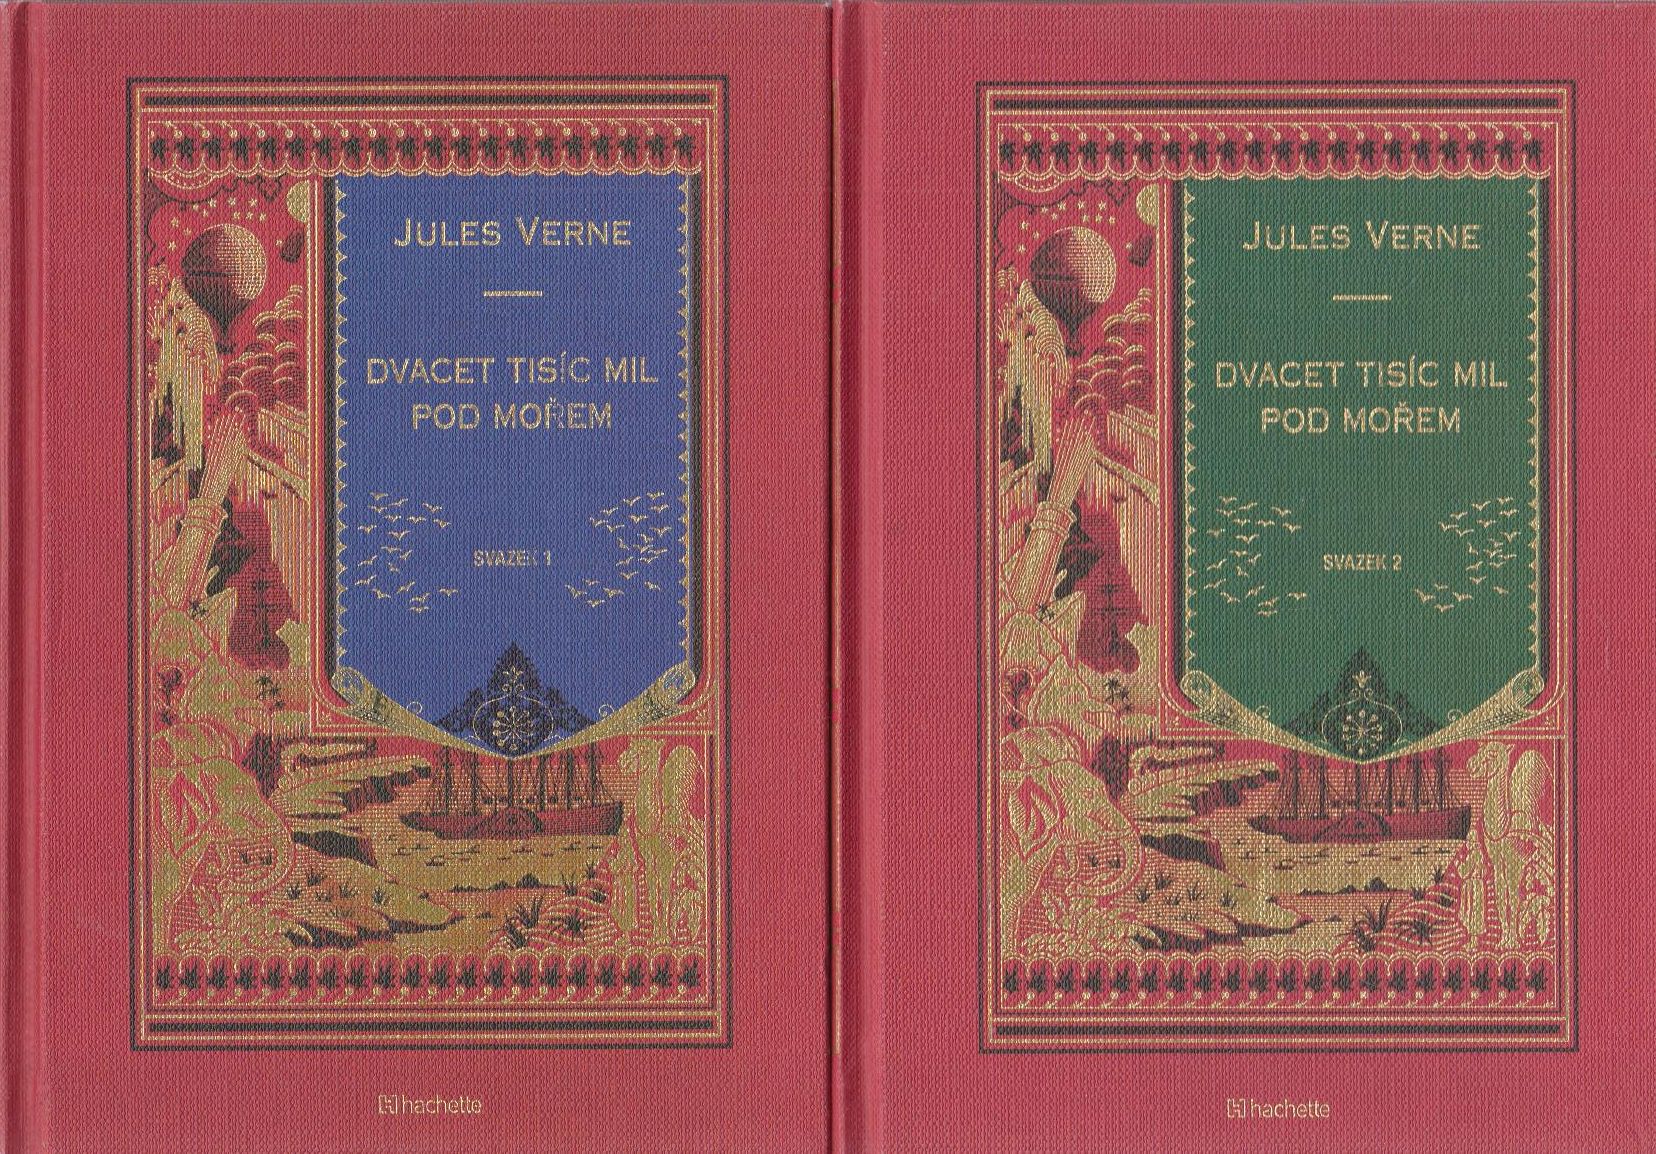 JULES VERNE
DVACET TISÍC MIL
POD MOŘEM
SVAZEK 1
hachette
JULES VERNE
DVACET TISÍC MIL
POD MOŘEM
SVAZEK 2
hachette